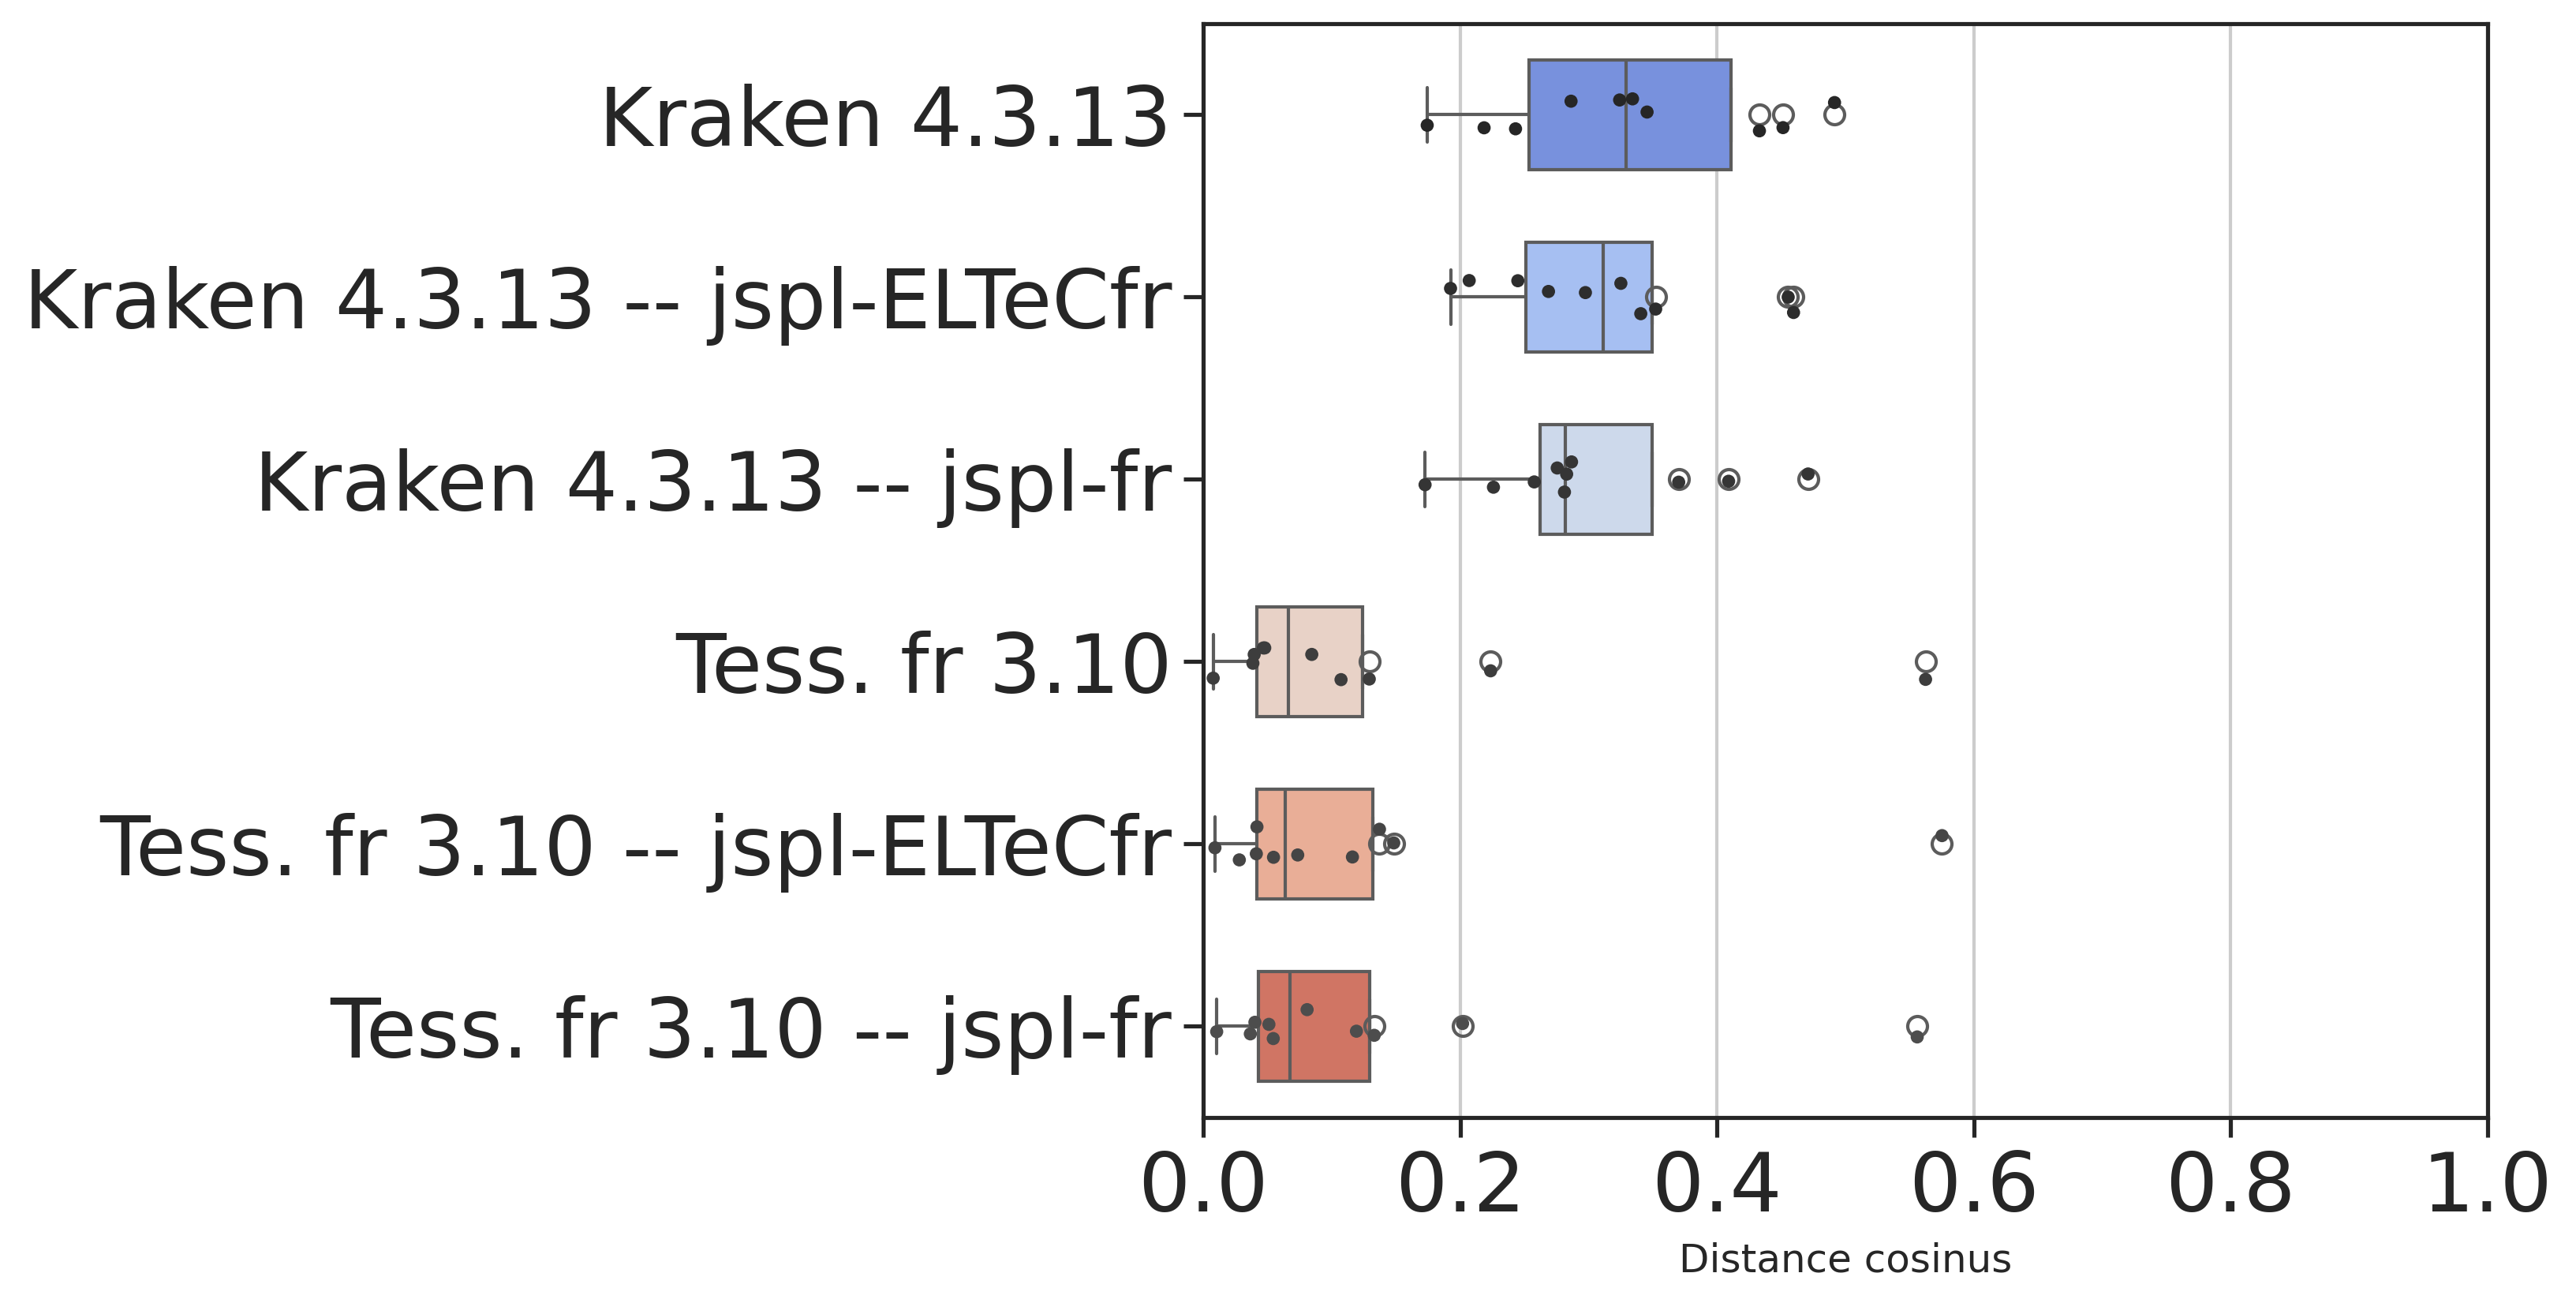 Kraken 4.3.13
Kraken 4.3.13 -- jspl-ELTeCfr
Kraken 4.3.13 -- jspl-fr
Tess. fr 3.10
Tess. fr 3.10 -- jspl-ELTeCfr
Tess. fr 3.10 -- jspl-fr
0.0 0.2 0.4 0.6 0.8 1.0
Distance cosinus